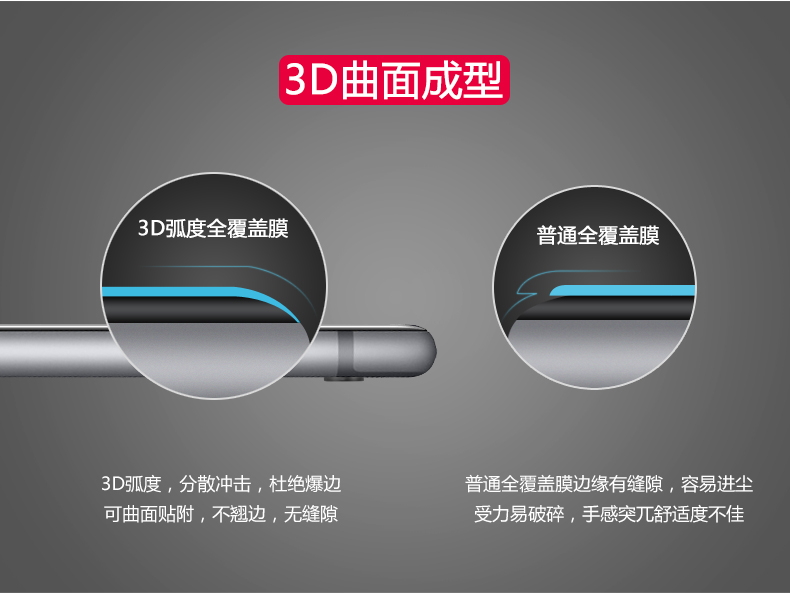 3D曲面成型
3D弧度全覆盖膜
普通全覆盖膜
3D弧度，分散冲击，杜绝爆边
可曲面贴附，不翘边，无缝隙
普通全覆盖膜边缘有缝隙，容易进尘
受力易破碎，手感突兀舒适度不佳